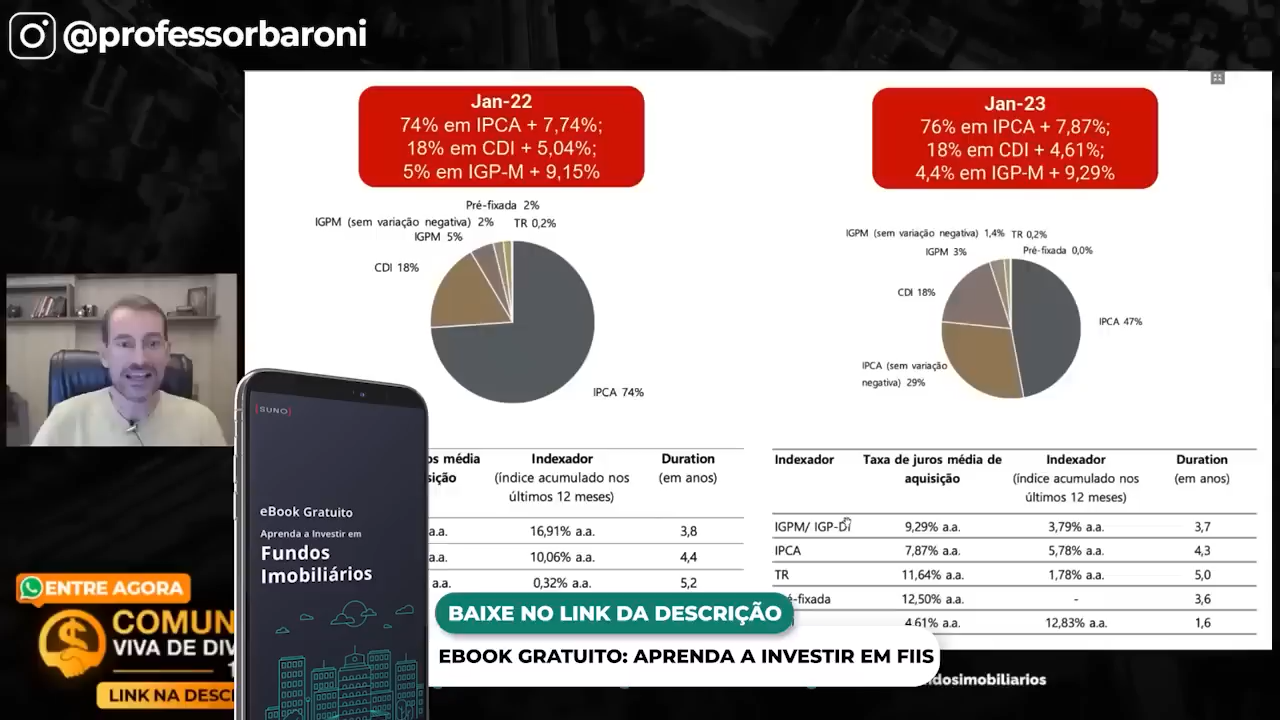 @professorbaroni
Jan-22
74% em IPCA + 7,74%;
18% em CDI + 5,04%;
5% em IGP-M + 9,15%
Jan-23
76% em IPCA + 7,87%;
18% em CDI + 4,61%;
4,4% em IGP-M + 9,29%
Pré-fixada 2%
IGPM (sem variação negativa) 2%
TR 0,2%
IGPM 5%
CDI 18%
IPCA 74%
IGPM (sem variação negativa) 1,4%
TR 0,2%
IGPM 3%
Pré-fixada 0,0%
CDI 18%
IPCA 47%
IPCA (sem variação
negativa) 29%
média
Indexador
Duration
(índice acumulado nos
(em anos)
últimos 12 meses)
a.a.
16,91% a.a.
3,8
a.a.
10,06% a.a.
4,4
a.a.
0,32% a.a.
5,2
Indexador
Taxa de juros média de
Indexador
Duration
aquisição
(índice acumulado nos
(em anos)
últimos 12 meses)
IGPM/ IGP-DI
9,29% a.a.
3,79% a.a.
3,7
IPCA
7,87% a.a.
5,78% a.a.
4,3
TR
11,64% a.a.
1,78% a.a.
5,0
-fixada
12,50% a.a.
-
3,6
4,61% a.a.
12,83% a.a.
1,6
SUNO
eBook Gratuito
Aprenda a Investir em
Fundos
Imobiliários
ENTRE AGORA
COMUN
VIVA DE DIV
LINK NA DESC
BAIXE NO LINK DA DESCRIÇÃO
EBOOK GRATUITO: APRENDA A INVESTIR EM FIIS
dosimobiliarios